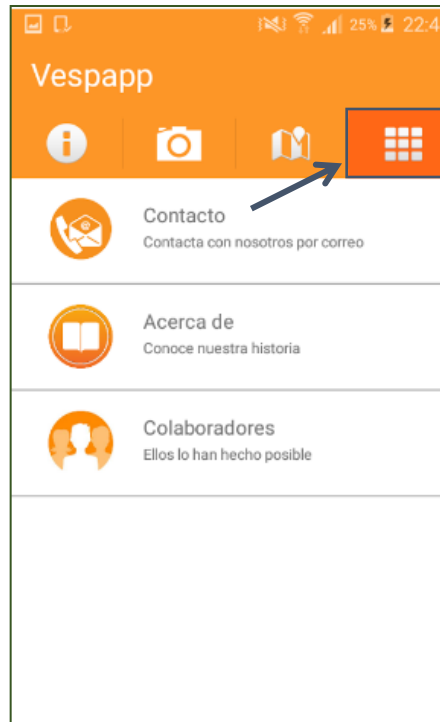 25% 22:4
Vespapp
Contacto
Contacta con nosotros por correo
Acerca de
Conoce nuestra historia
Colaboradores
Ellos lo han hecho posible